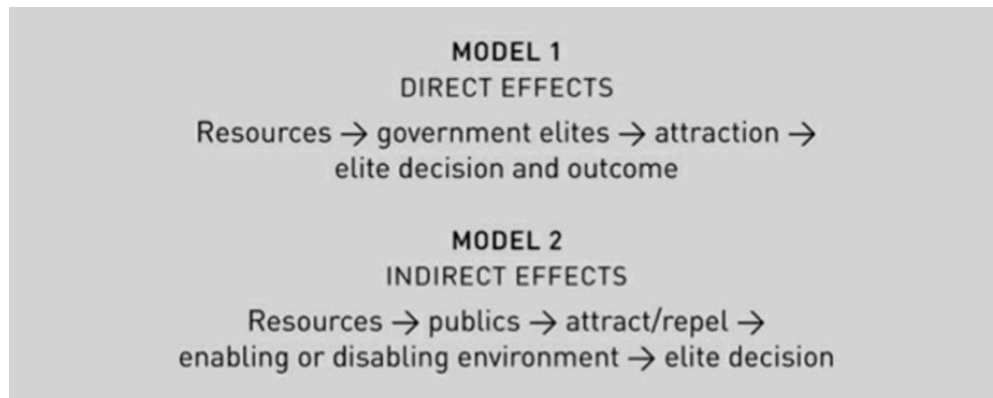 MODEL 1
DIRECT EFFECTS
Resources → government elites → attraction →
elite decision and outcome
MODEL 2
INDIRECT EFFECTS
Resources → publics → attract/repel →
enabling or disabling environment → elite decision